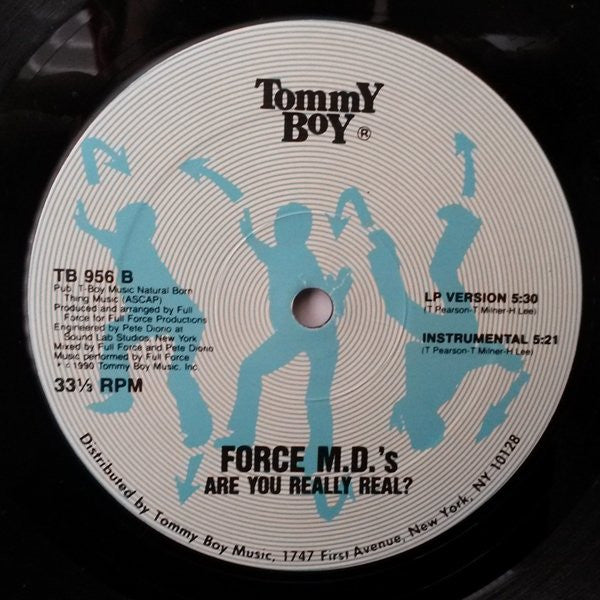 Tommy
Boy®
TB 956 B
Pub. T-Boy Music Natural Born
Thing Music (ASCAP)
Produced and arranged by Full
Force for Full Force Productions
Engineered by Pete Diorio at
Sound Lab Studios, New York
Mixed by Full Force and Pete Diorio
Music performed by Full Force
℗ © 1990 Tommy Boy Music, Inc
33⅓ RPM
LP VERSION 5:30
(T Pearson-T Milner-H Lee)
INSTRUMENTAL 5:21
(T Pearson-T Milner-H Lee)
FORCE M.D.'s
ARE YOU REALLY REAL?
Distributed by Tommy Boy Music, 1747 First Avenue, New York, NY 10128